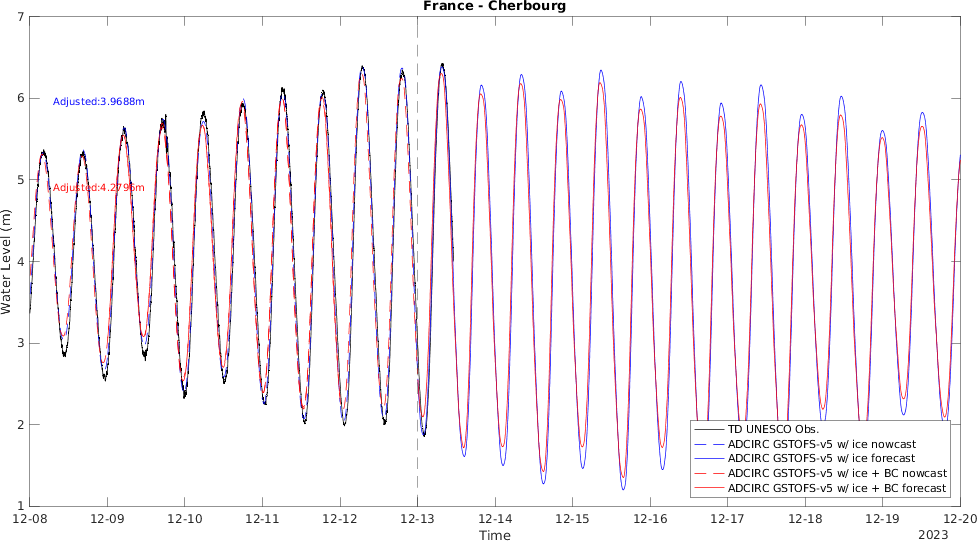 France - Cherbourg
7
6
5
4
3
2
1
Water Level (m)
Adjusted:3.9688m
Adjusted:4.2796m
TD UNESCO Obs.
ADCIRC GSTOFS-v5 w/ ice nowcast
ADCIRC GSTOFS-v5 w/ ice forecast
ADCIRC GSTOFS-v5 w/ ice + BC nowcast
ADCIRC GSTOFS-v5 w/ ice + BC forecast
12-08 12-09 12-10 12-11 12-12 12-13 12-14 12-15 12-16 12-17 12-18 12-19 12-20
Time
2023